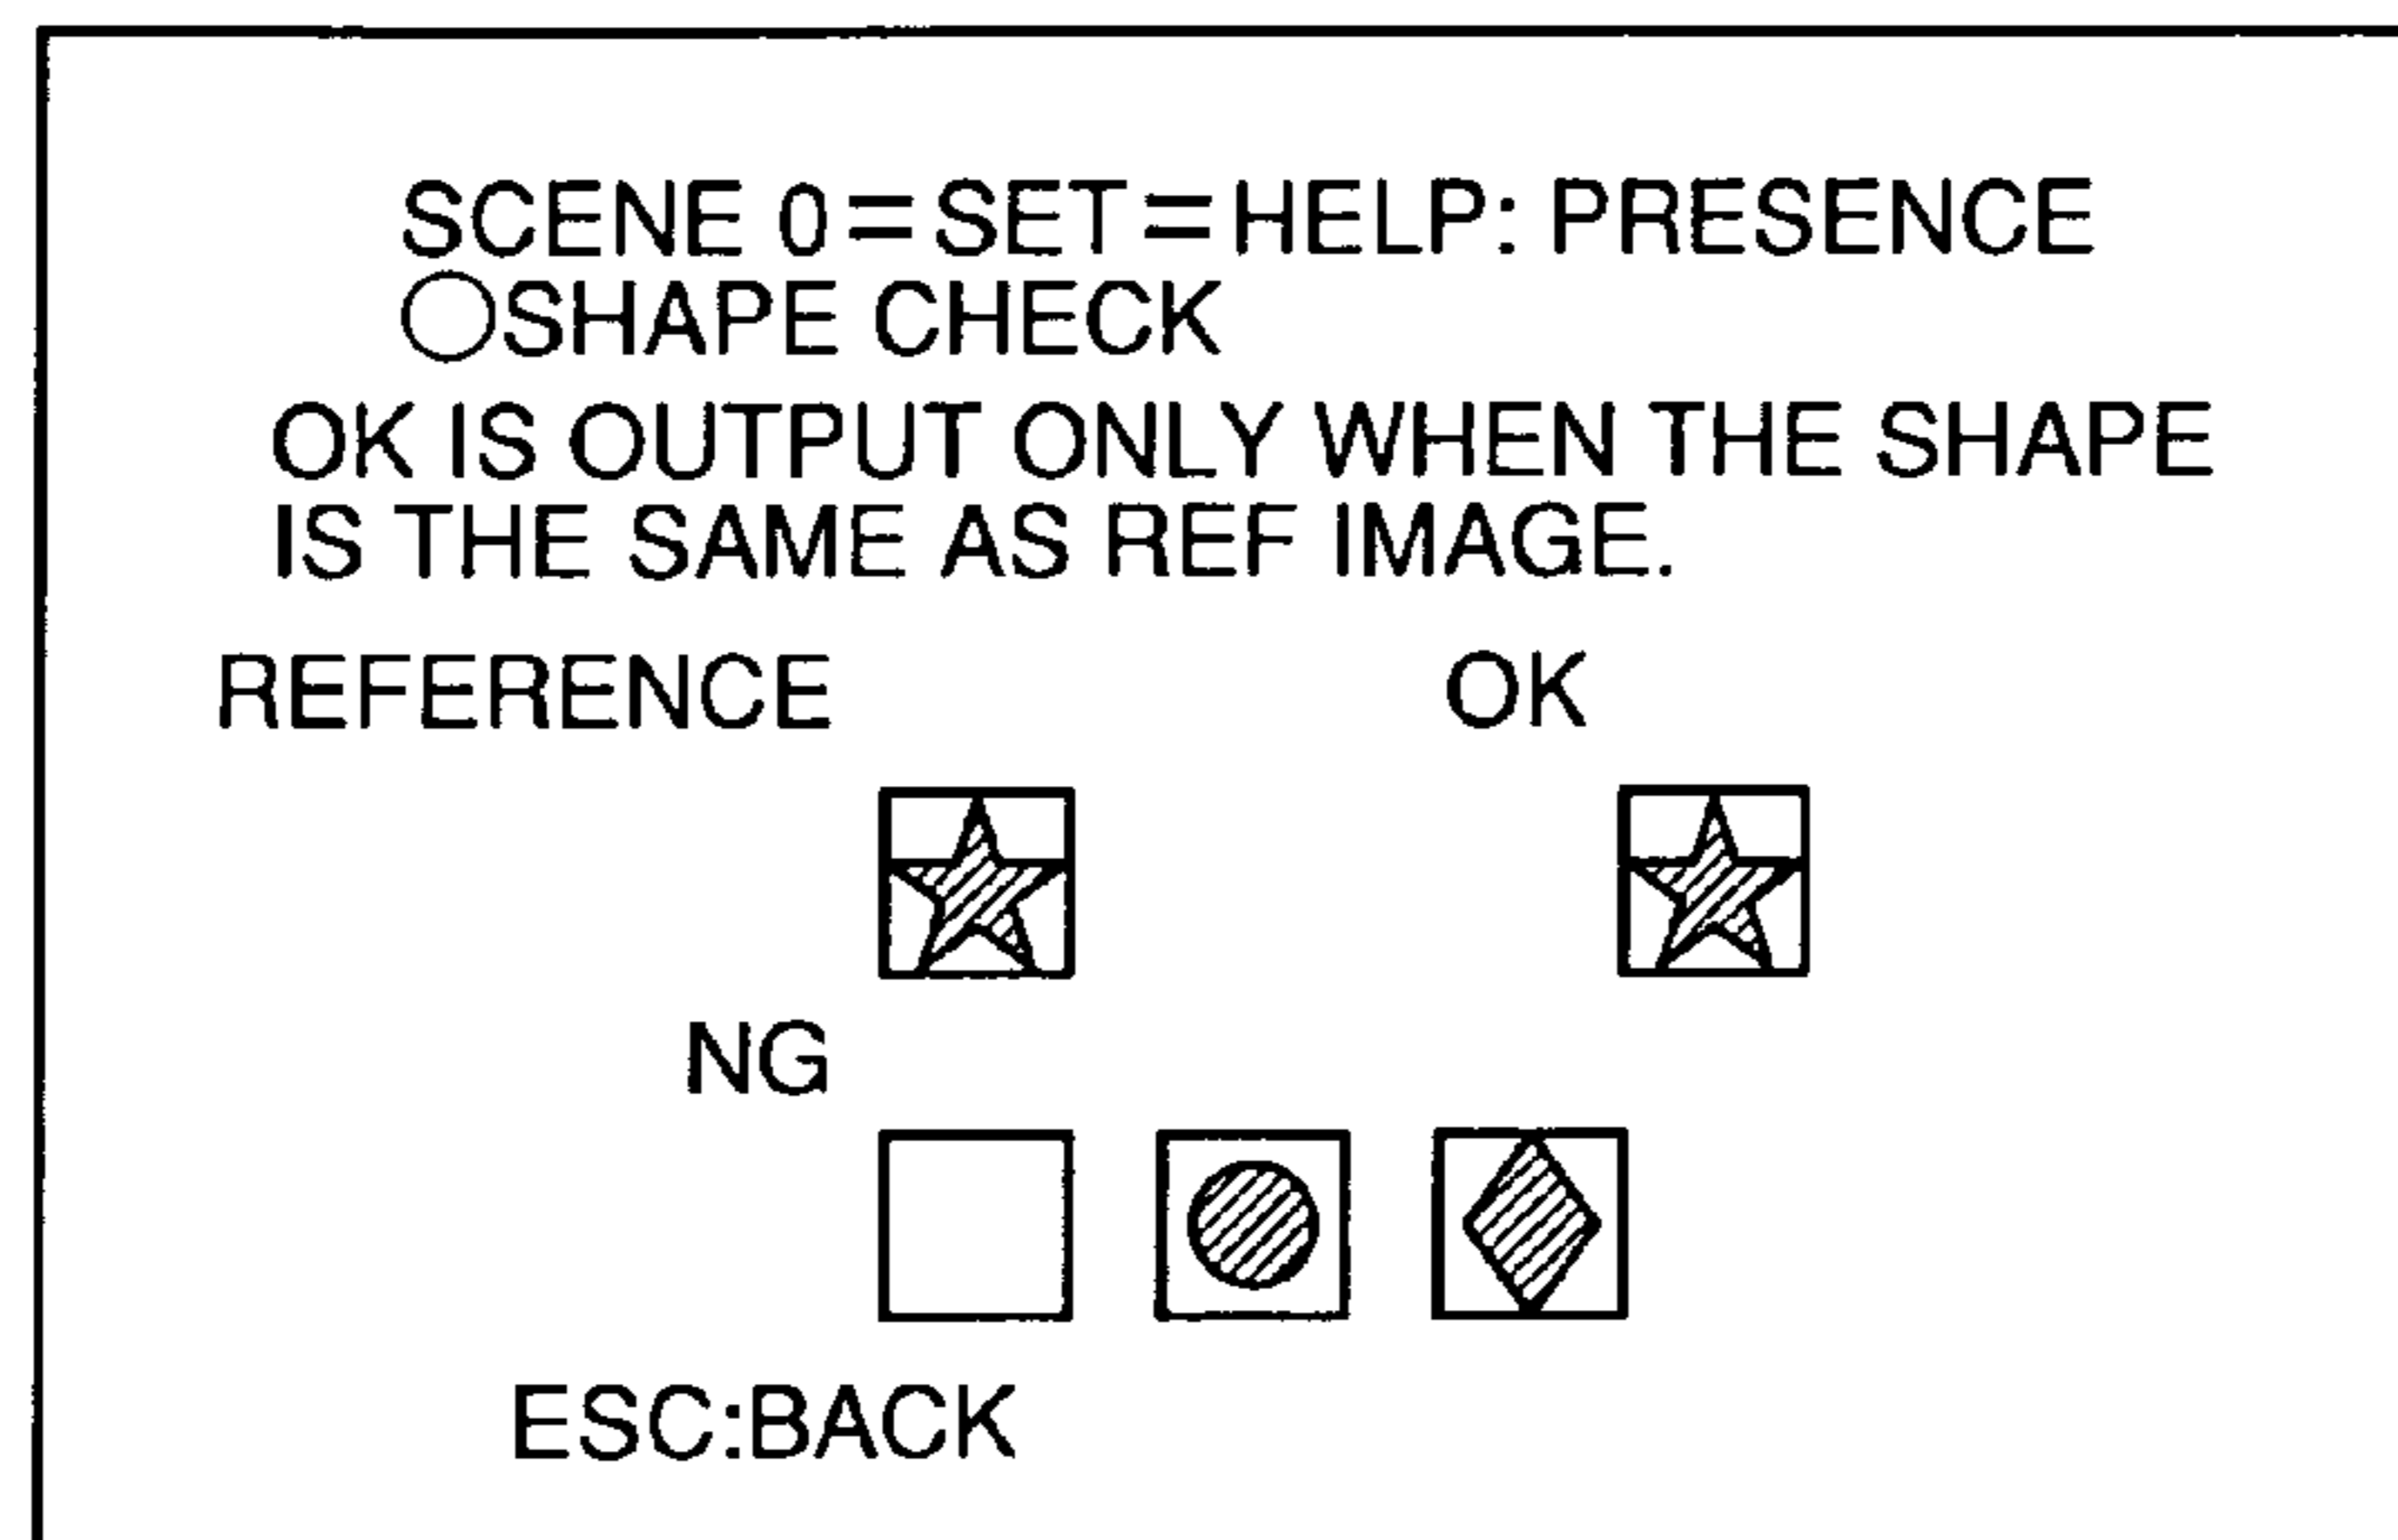 SCENE 0=SET=HELP: PRESENCE
○SHAPE CHECK
OK IS OUTPUT ONLY WHEN THE SHAPE
IS THE SAME AS REF IMAGE.
REFERENCE OK
NG
ESC:BACK